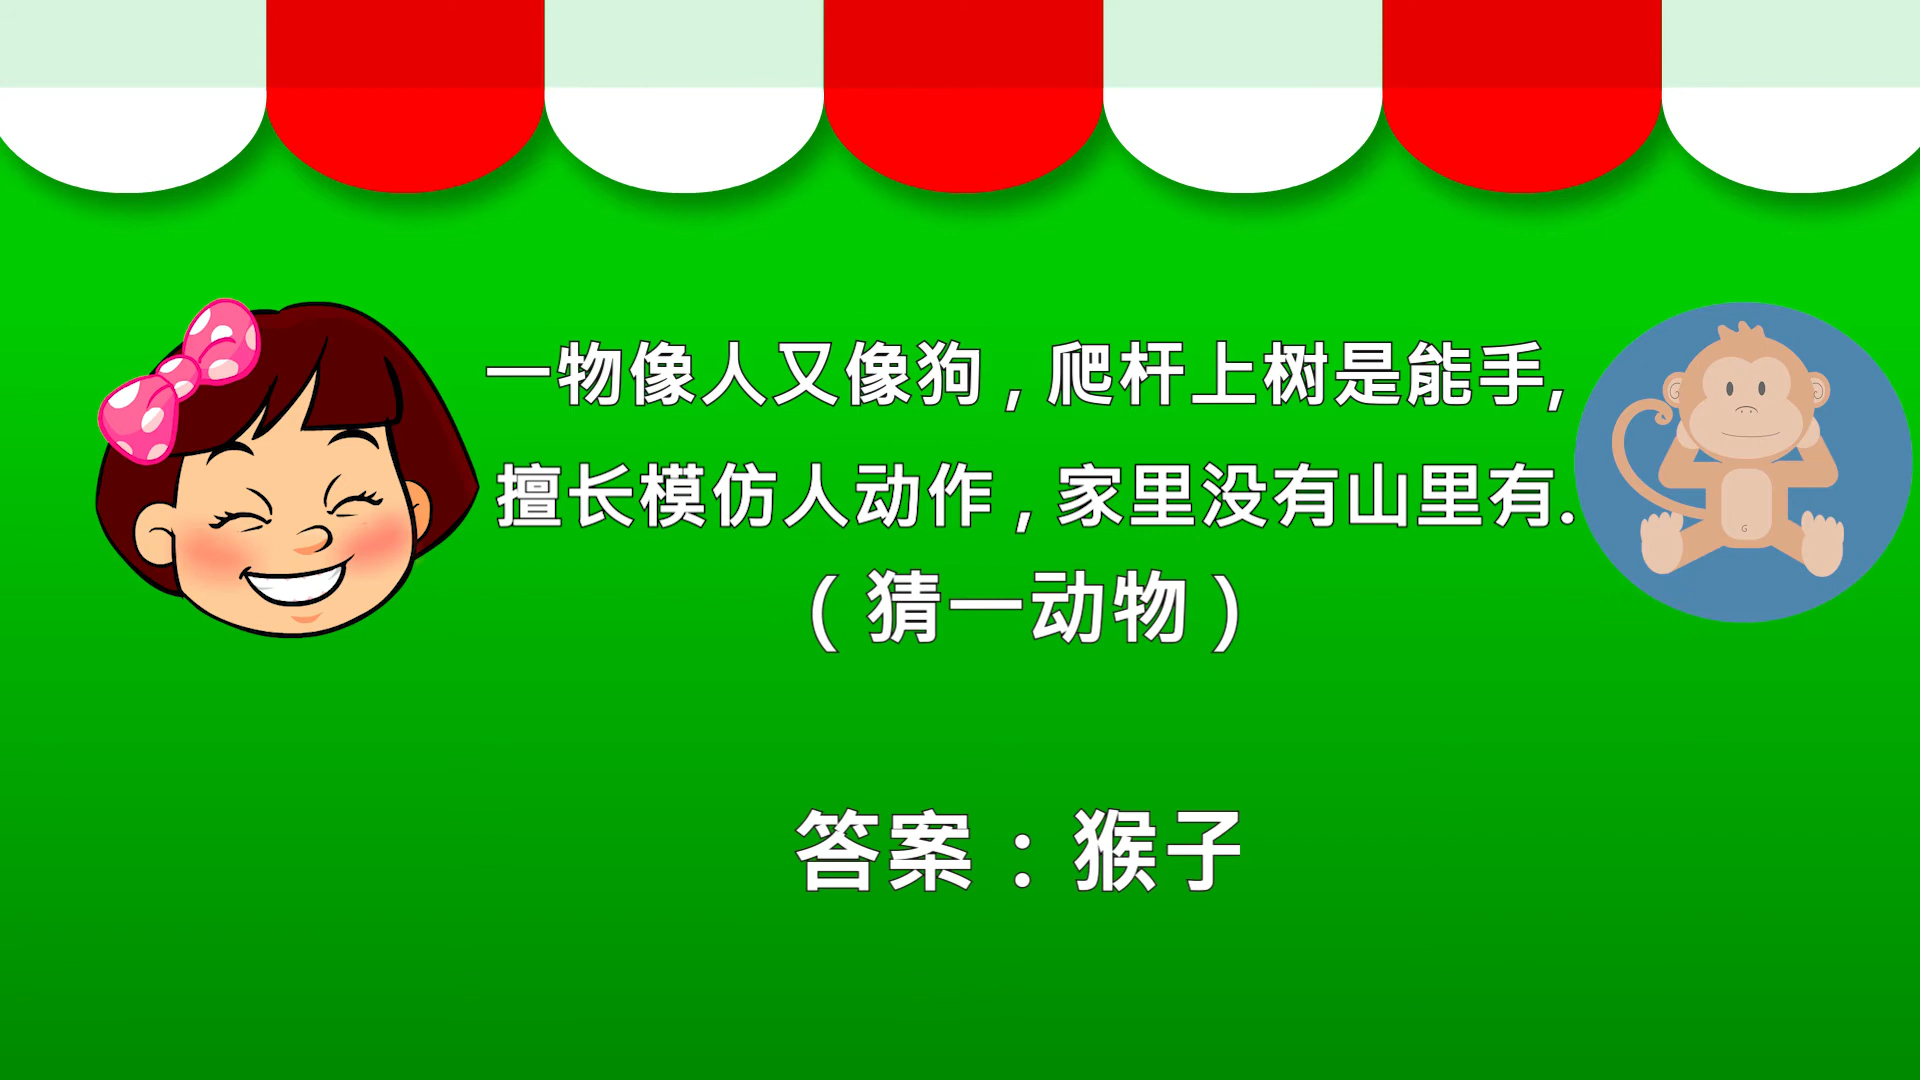 一物像人又像狗，爬杆上树是能手,
擅长模仿人动作，家里没有山里有.
（猜一动物）
答案：猴子